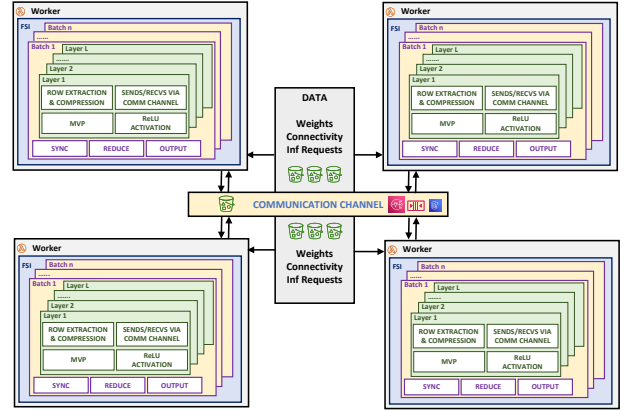 Worker
FSI
Batch n
......
Batch 1
Layer L
.......
Layer 2
Layer 1
ROW EXTRACTION
& COMPRESSION
SENDS/RECVS VIA
COMM CHANNEL
MVP
ReLU
ACTIVATION
SYNC
REDUCE
OUTPUT
DATA
Weights
Connectivity
Inf Requests
Worker
FSI
Batch n
......
Batch 1
Layer L
.......
Layer 2
Layer 1
ROW EXTRACTION
& COMPRESSION
SENDS/RECVS VIA
COMM CHANNEL
MVP
ReLU
ACTIVATION
SYNC
REDUCE
OUTPUT
COMMUNICATION CHANNEL
Worker
FSI
Batch n
......
Batch 1
Layer L
.......
Layer 2
Layer 1
ROW EXTRACTION
& COMPRESSION
SENDS/RECVS VIA
COMM CHANNEL
MVP
ReLU
ACTIVATION
SYNC
REDUCE
OUTPUT
Weights
Connectivity
Inf Requests
Worker
FSI
Batch n
......
Batch 1
Layer L
.......
Layer 2
Layer 1
ROW EXTRACTION
& COMPRESSION
SENDS/RECVS VIA
COMM CHANNEL
MVP
ReLU
ACTIVATION
SYNC
REDUCE
OUTPUT